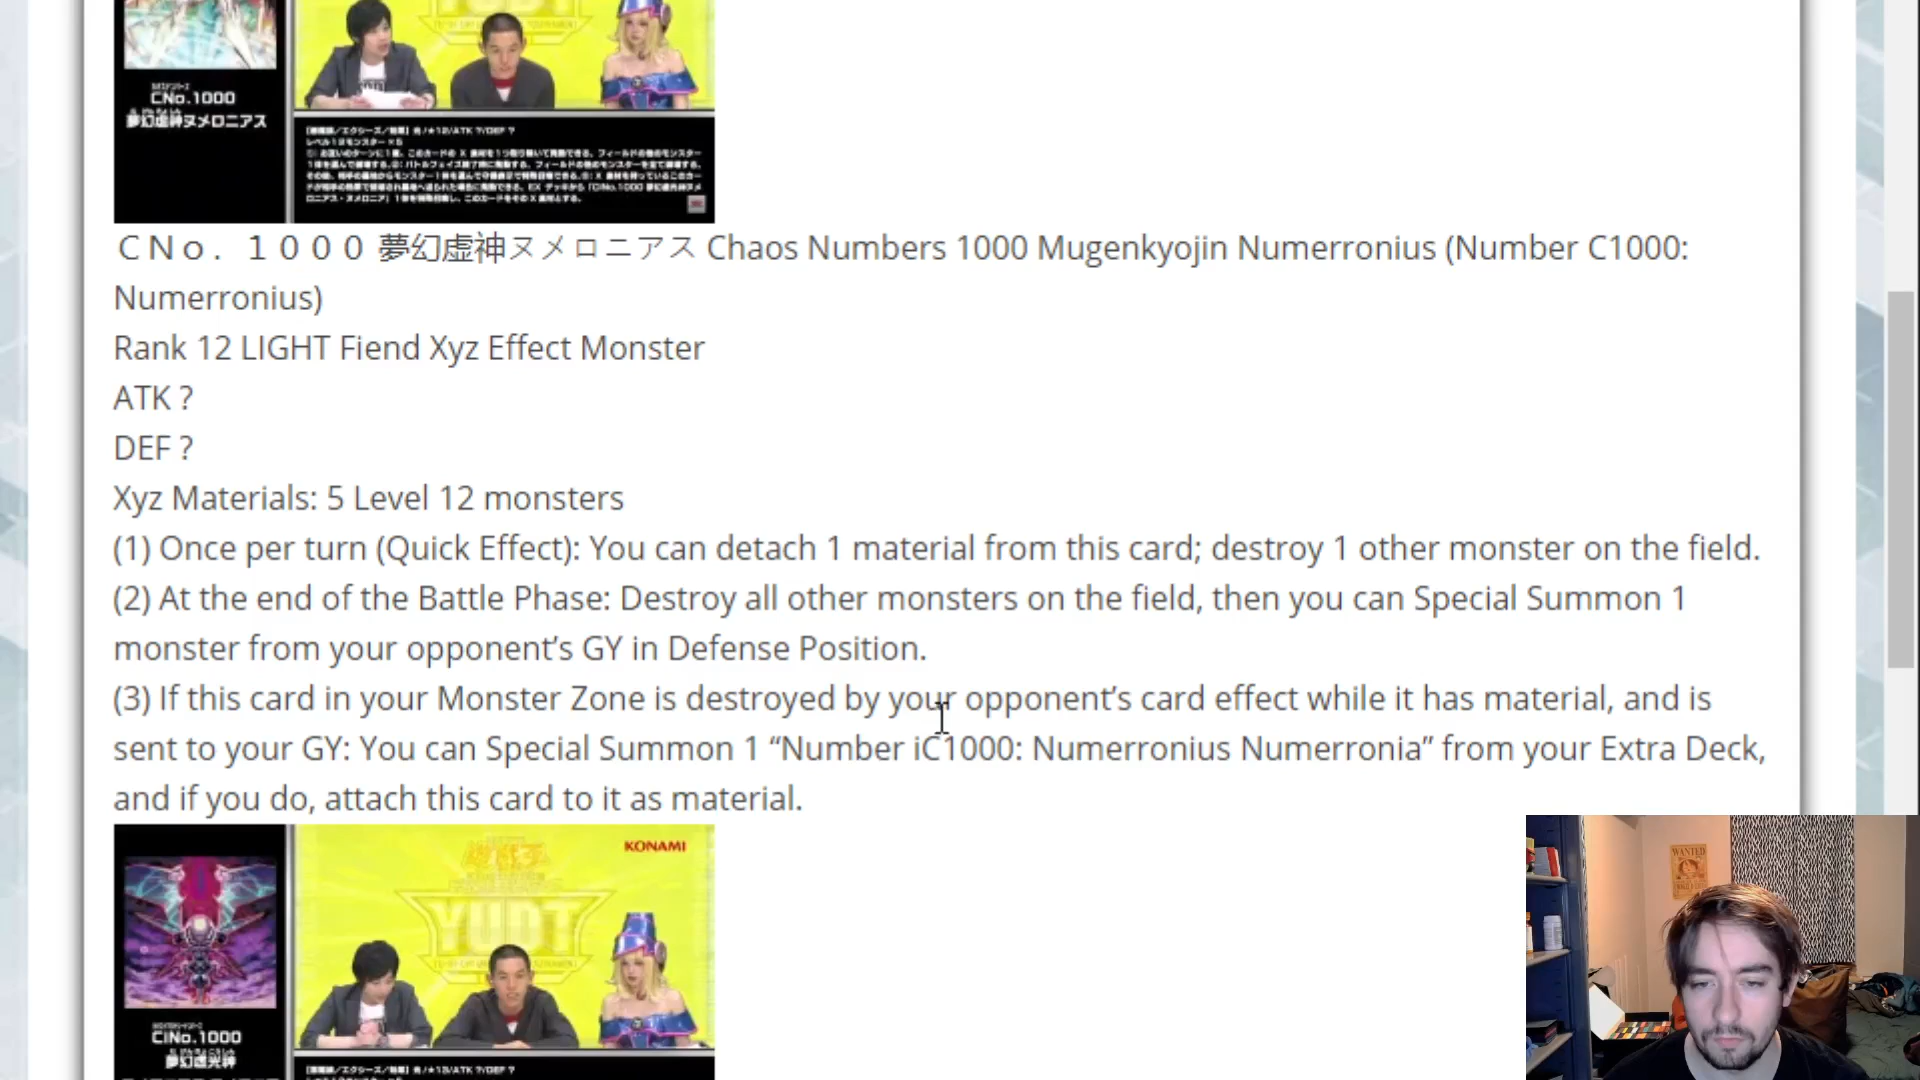 CNo.1000
夢幻虚神ヌメロニアス
ＣＮｏ．１０００ 夢幻虚神ヌメロニアス Chaos Numbers 1000 Mugenkyojin Numerronius (Number C1000:
Numerronius)
Rank 12 LIGHT Fiend Xyz Effect Monster
ATK ?
DEF ?
Xyz Materials: 5 Level 12 monsters
(1) Once per turn (Quick Effect): You can detach 1 material from this card; destroy 1 other monster on the field.
(2) At the end of the Battle Phase: Destroy all other monsters on the field, then you can Special Summon 1
monster from your opponent’s GY in Defense Position.
(3) If this card in your Monster Zone is destroyed by your opponent’s card effect while it has material, and is
sent to your GY: You can Special Summon 1 “Number iC1000: Numerronius Numerronia” from your Extra Deck,
and if you do, attach this card to it as material.
KONAMI
YUDT
CiNo.1000
夢幻虚光神
WANTED